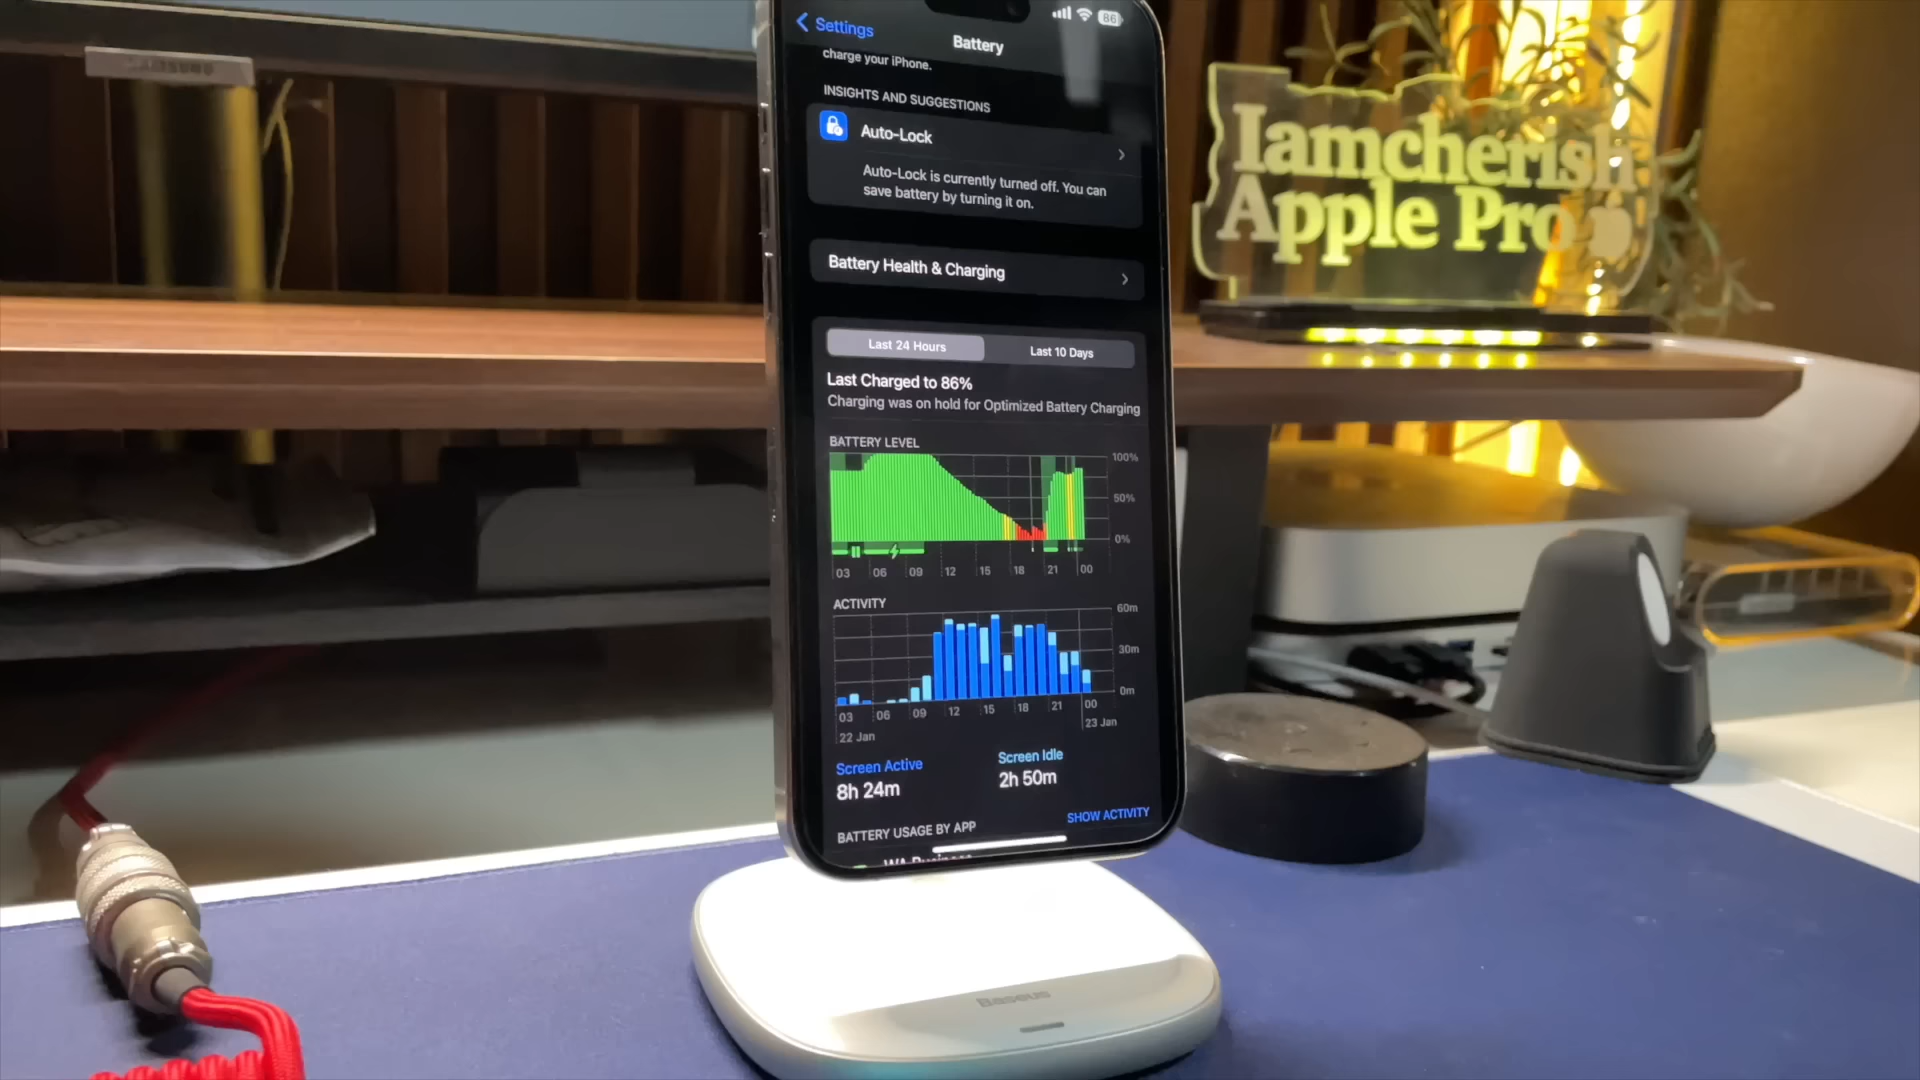 SAMSUNG
Settings
Battery
86
charge your iPhone.
INSIGHTS AND SUGGESTIONS
Auto-Lock
Auto-Lock is currently turned off. You can
save battery by turning it on.
Battery Health & Charging
Last 24 Hours
Last 10 Days
Last Charged to 86%
Charging was on hold for Optimized Battery Charging
BATTERY LEVEL
100%
50%
0%
03 06 09 12 15 18 21 00
ACTIVITY
60m
30m
0m
03 06 09 12 15 18 21 00
22 Jan
23 Jan
Screen Active
8h 24m
Screen Idle
2h 50m
BATTERY USAGE BY APP
SHOW ACTIVITY
WA Business
Iamcherish
Apple Pro
Baseus